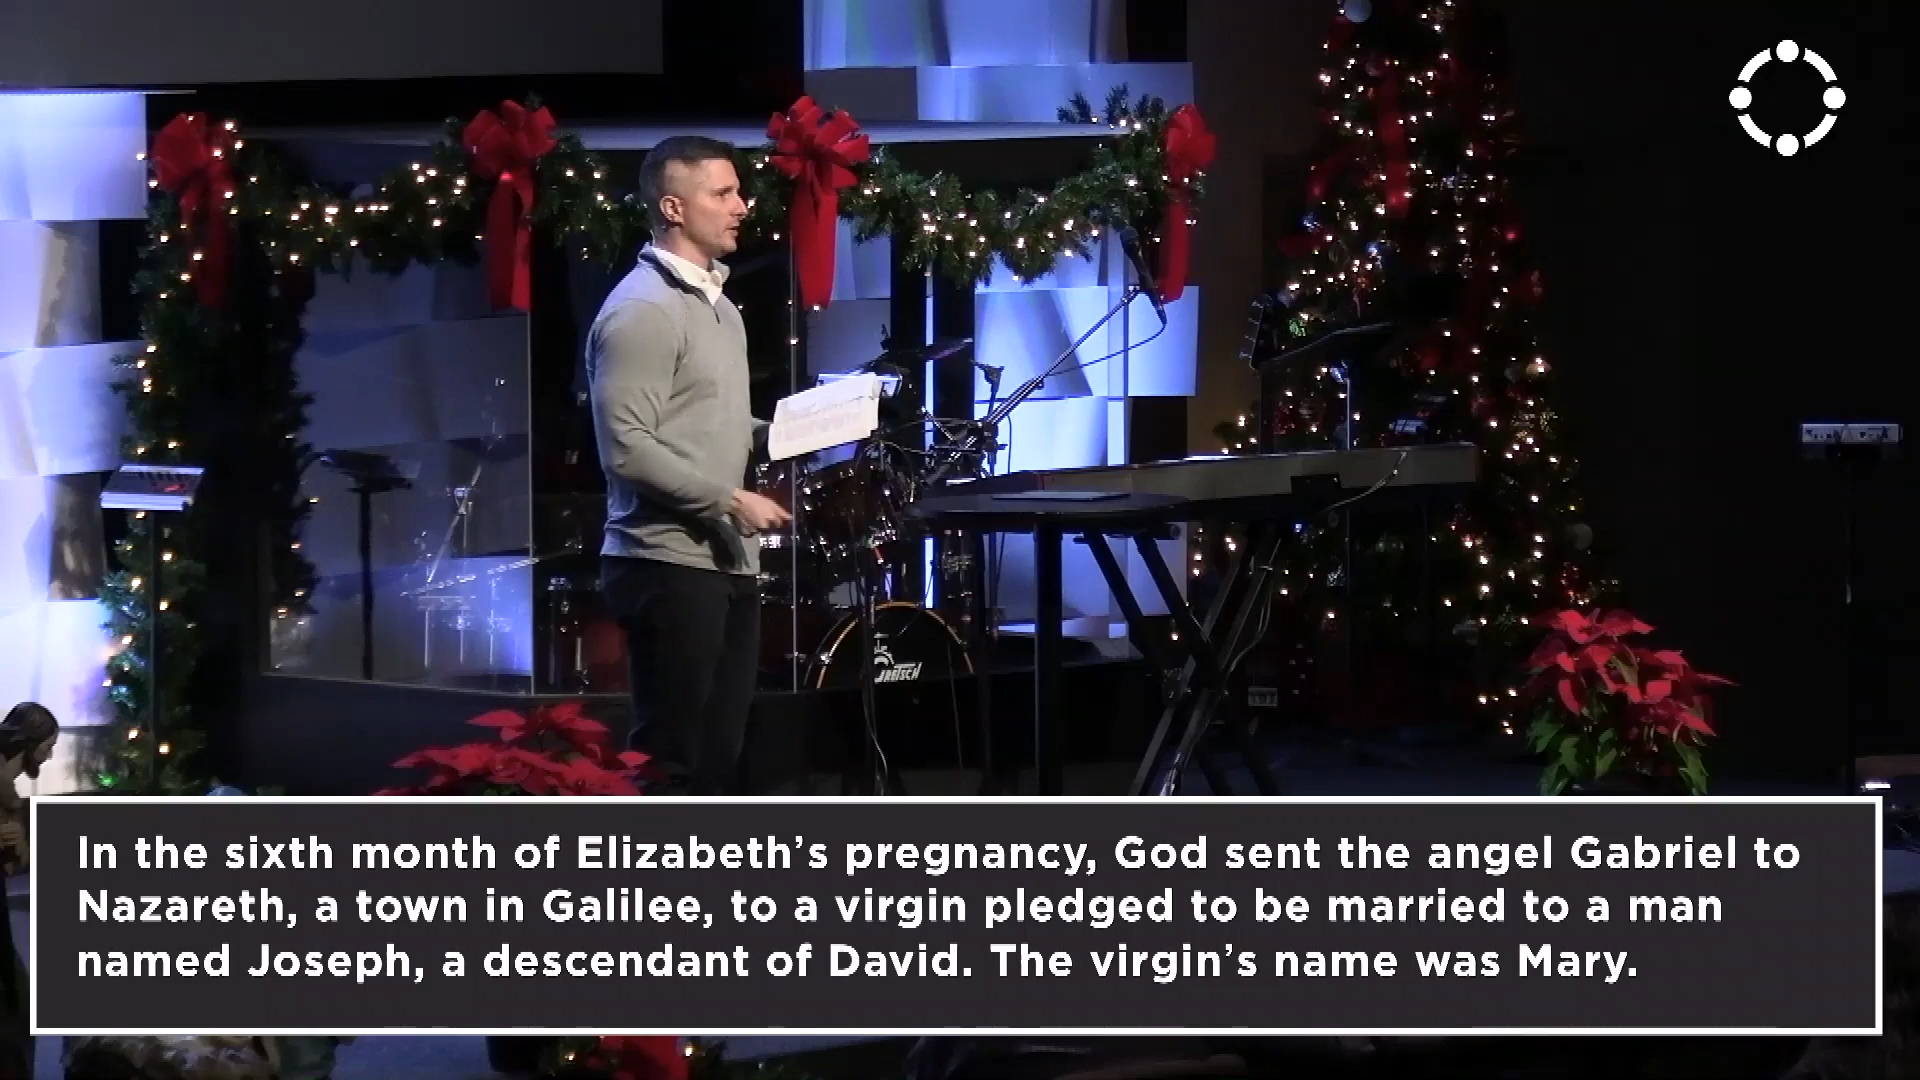 GRETSCH
In the sixth month of Elizabeth’s pregnancy, God sent the angel Gabriel to
Nazareth, a town in Galilee, to a virgin pledged to be married to a man
named Joseph, a descendant of David. The virgin’s name was Mary.